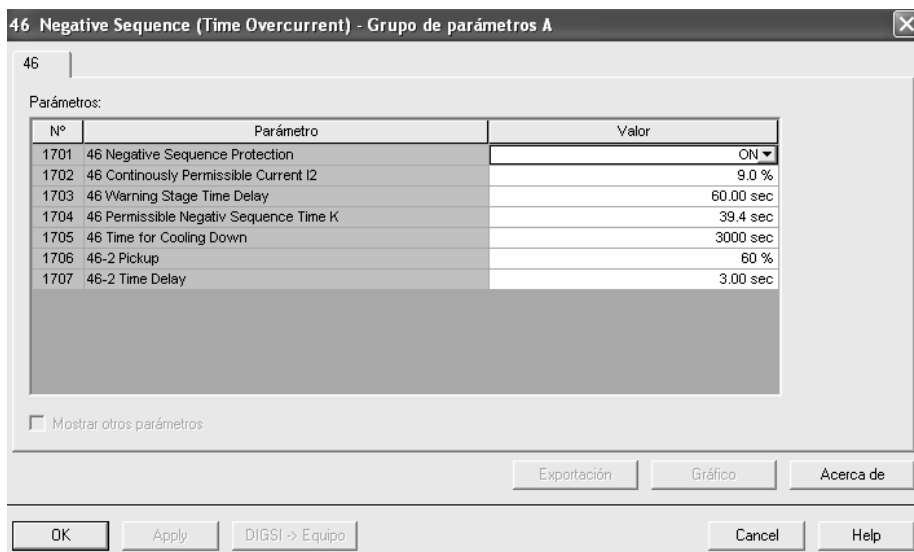 46 Negative Sequence (Time Overcurrent) - Grupo de parámetros A
46
Parámetros:
Nº Parámetro Valor
1701 46 Negative Sequence Protection ON
1702 46 Continously Permissible Current I2 9.0 %
1703 46 Warning Stage Time Delay 60.00 sec
1704 46 Permissible Negativ Sequence Time K 39.4 sec
1705 46 Time for Cooling Down 3000 sec
1706 46-2 Pickup 60 %
1707 46-2 Time Delay 3.00 sec
Mostrar otros parámetros
Exportación Gráfico Acerca de
OK Apply DIGSI -> Equipo Cancel Help